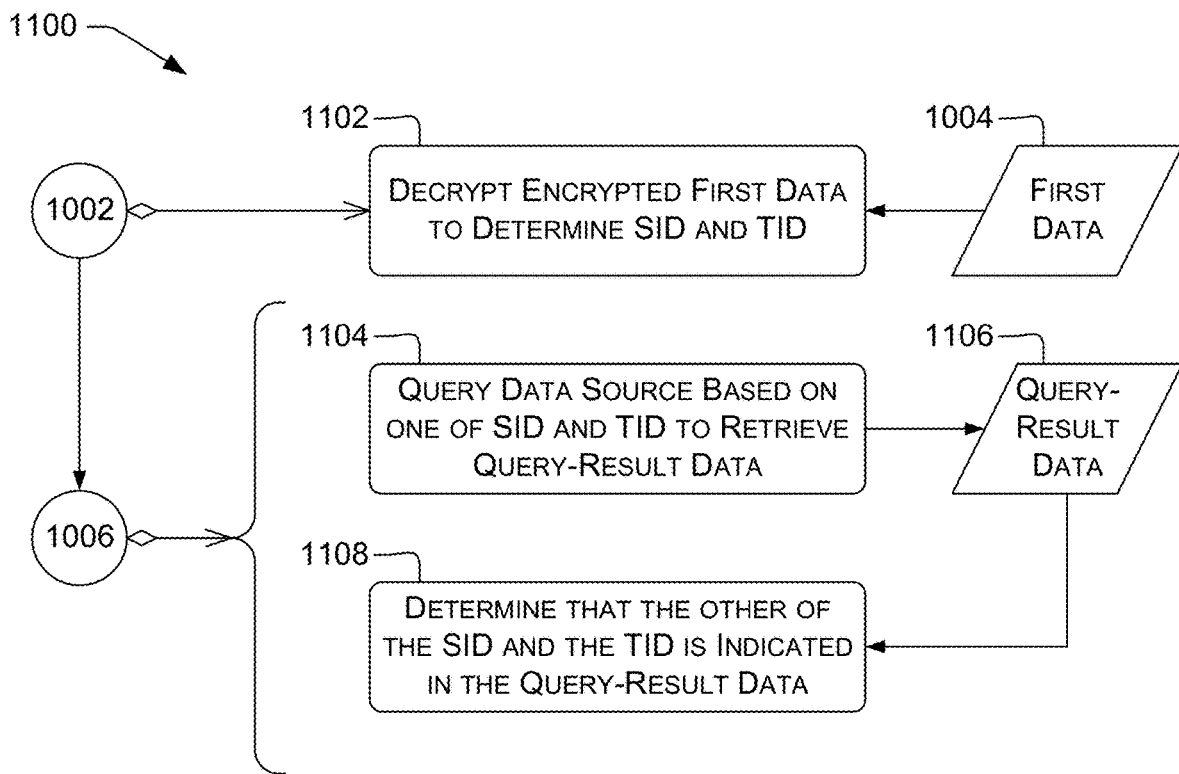 1100
1102
1004
1002
DECRYPT ENCRYPTED FIRST DATA
TO DETERMINE SID AND TID
FIRST
DATA
1104
1106
QUERY DATA SOURCE BASED ON
ONE OF SID AND TID TO RETRIEVE
QUERY-RESULT DATA
QUERY-
RESULT
DATA
1006
1108
DETERMINE THAT THE OTHER OF
THE SID AND THE TID IS INDICATED
IN THE QUERY-RESULT DATA